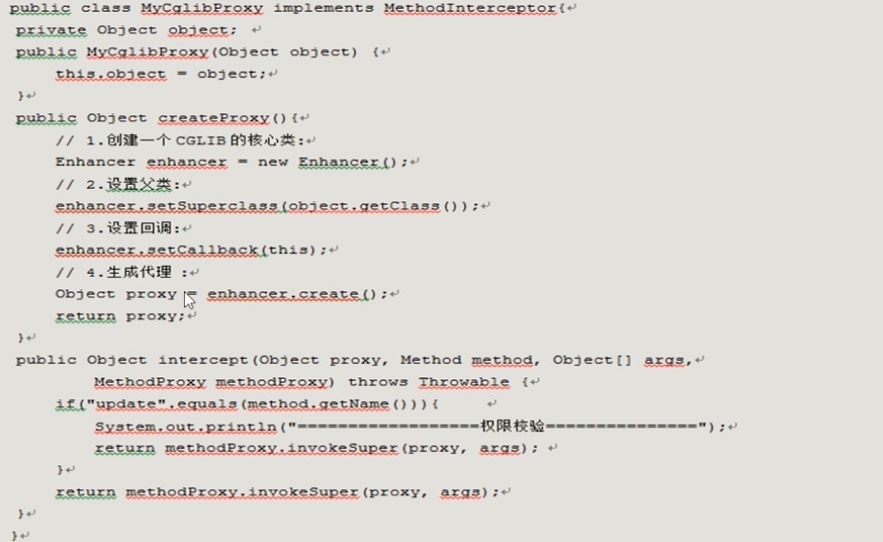 public class MyCglibProxy implements MethodInterceptor{
private Object object;
public MyCglibProxy(Object object) {
this.object = object;
}
public Object createProxy(){
// 1.创建一个 CGLIB 的核心类:
Enhancer enhancer = new Enhancer();
// 2.设置父类:
enhancer.setSuperclass(object.getClass());
// 3.设置回调:
enhancer.setCallback(this);
// 4.生成代理 :
Object proxy = enhancer.create();
return proxy;
}
public Object intercept(Object proxy, Method method, Object[] args,
MethodProxy methodProxy) throws Throwable {
if("update".equals(method.getName())){
System.out.println("==================权限校验===============");
return methodProxy.invokeSuper(proxy, args);
}
return methodProxy.invokeSuper(proxy, args);
}
}